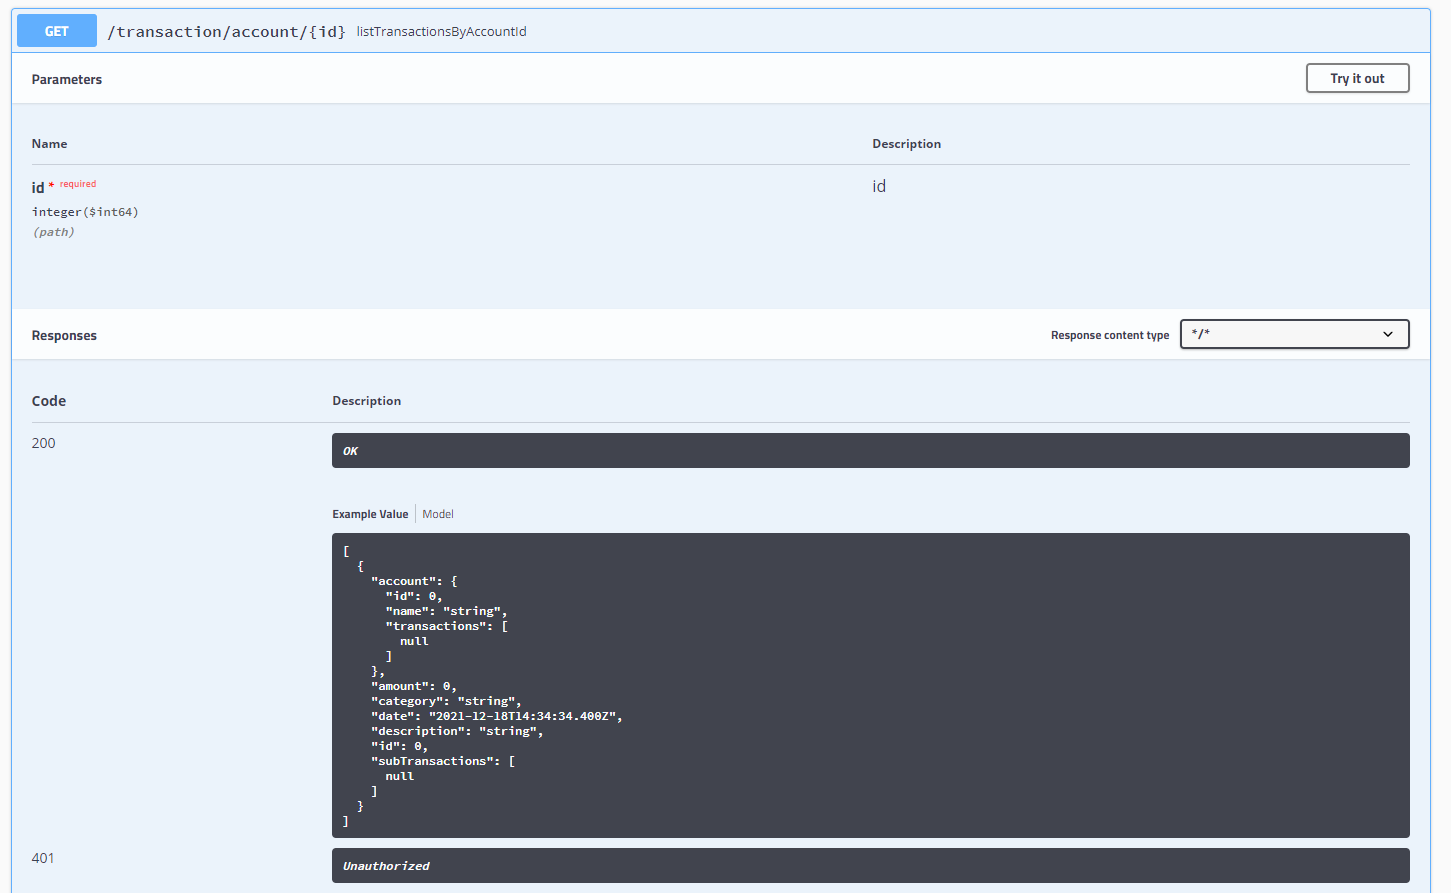 GET /transaction/account/{id} listTransactionsByAccountId
Parameters
Try it out
Name Description
id * required
id
integer($int64)
(path)
Responses
Response content type */*
Code Description
200
OK
Example Value Model
[
  {
    "account": {
      "id": 0,
      "name": "string",
      "transactions": [
        null
      ]
    },
    "amount": 0,
    "category": "string",
    "date": "2021-12-18T14:34:34.400Z",
    "description": "string",
    "id": 0,
    "subTransactions": [
      null
    ]
  }
]
401
Unauthorized